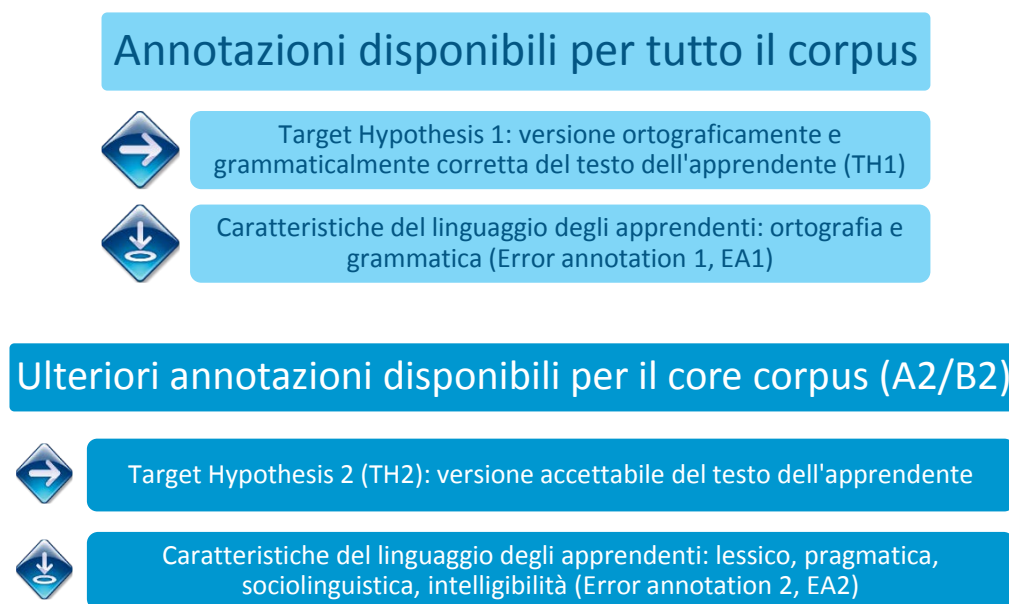 Annotazioni disponibili per tutto il corpus
Target Hypothesis 1: versione ortograficamente e
grammaticalmente corretta del testo dell'apprendente (TH1)
Caratteristiche del linguaggio degli apprendenti: ortografia e
grammatica (Error annotation 1, EA1)
Ulteriori annotazioni disponibili per il core corpus (A2/B2)
Target Hypothesis 2 (TH2): versione accettabile del testo dell'apprendente
Caratteristiche del linguaggio degli apprendenti: lessico, pragmatica,
sociolinguistica, intelligibilità (Error annotation 2, EA2)